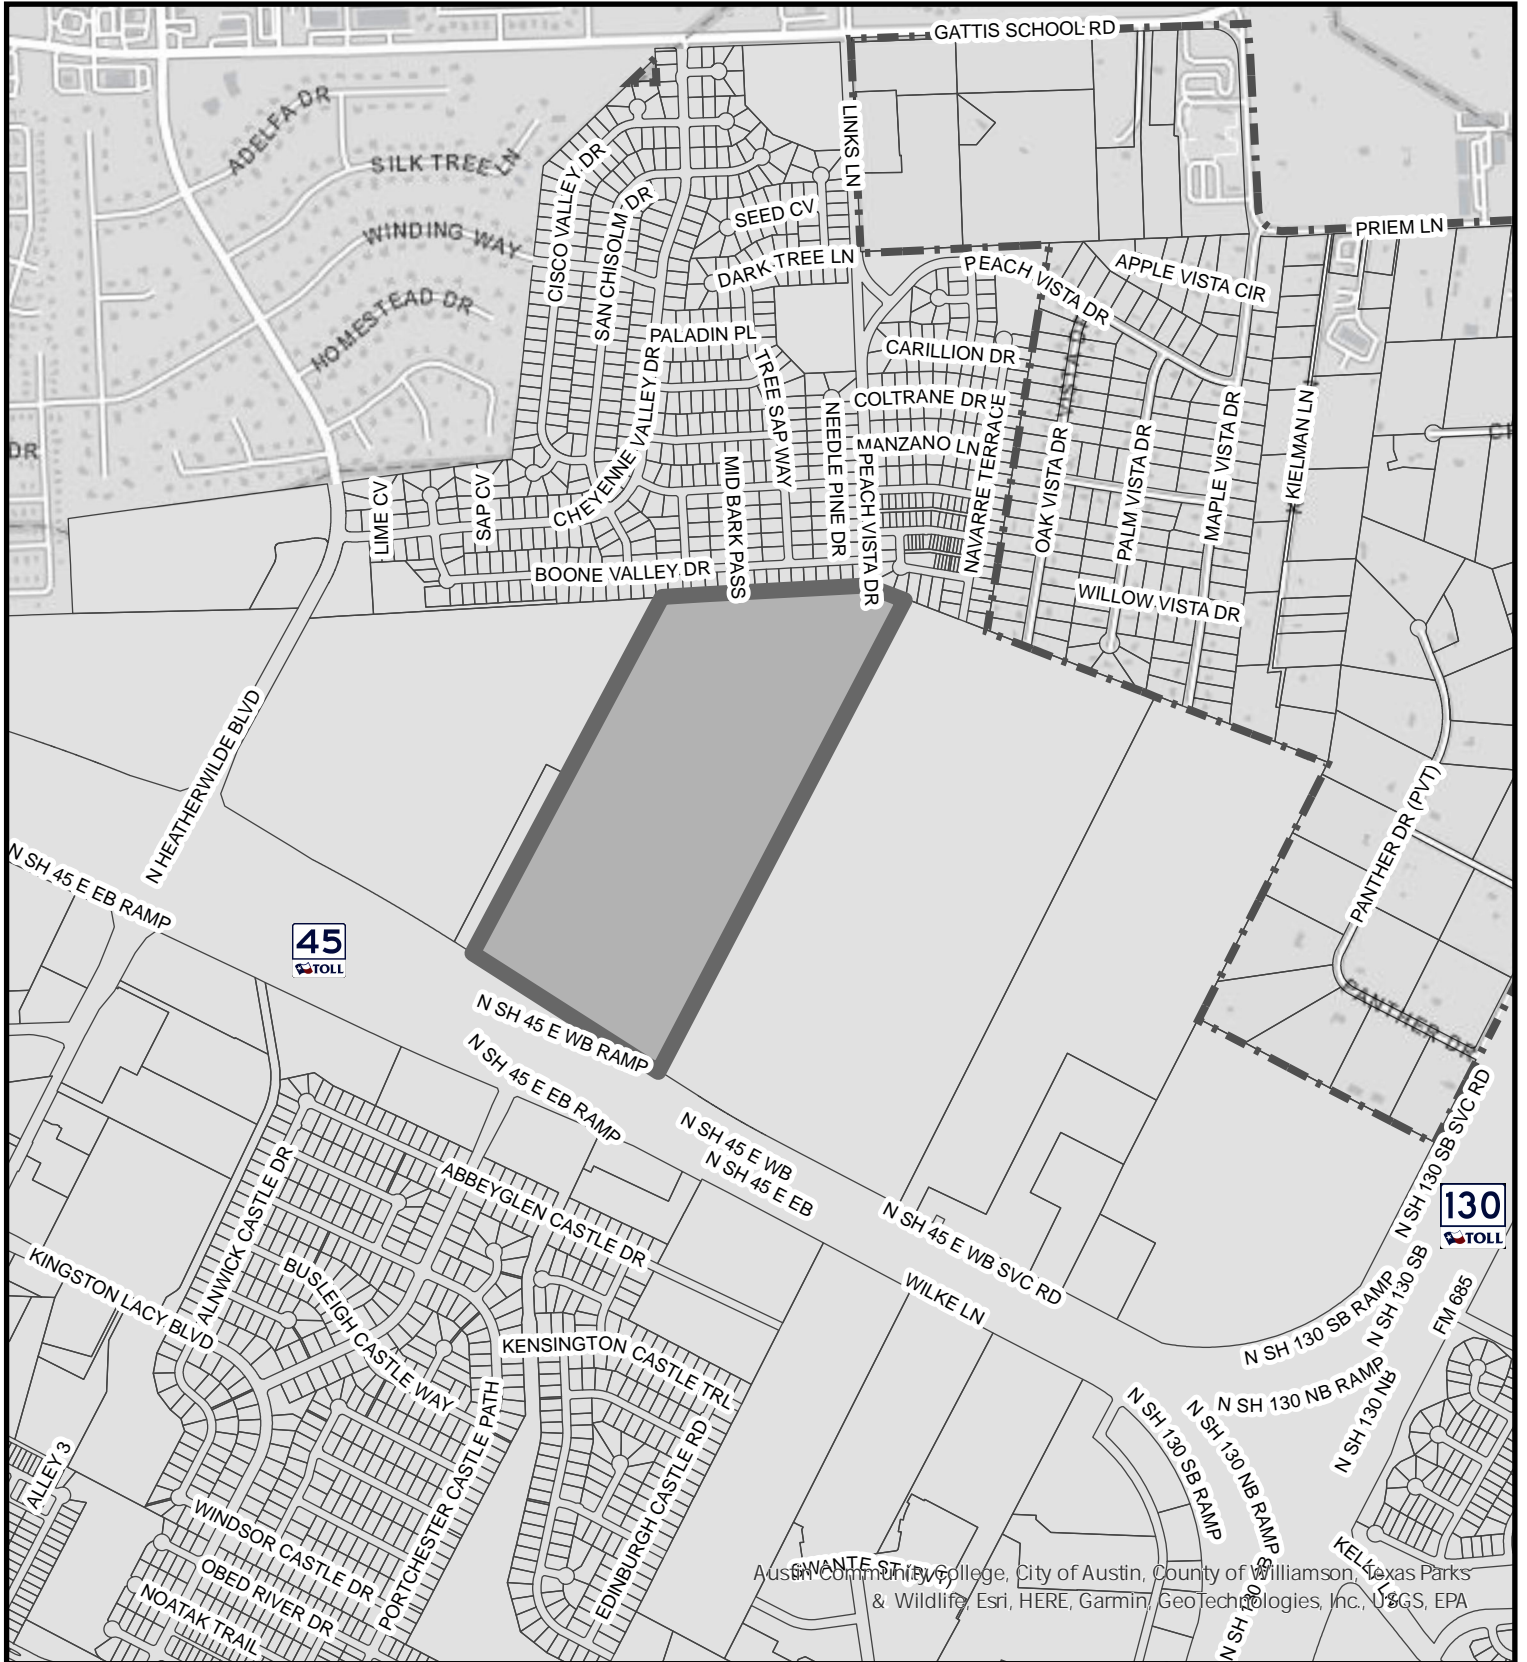 GATTIS SCHOOL RD
ADELFA DR
SILK TREE LN
LINKS LN
CISCO VALLEY DR
SAN CHISOLM DR
SEED CV
PRIEM LN
WINDING WAY
DARK TREE LN
PEACH VISTA DR
APPLE VISTA CIR
HOMESTEAD DR
PALADIN PL
CARILLION DR
TREE SAP WAY
COLTRANE DR
CHEYENNE VALLEY DR
NEEDLE PINE DR
MANZANO LN
NAVARRE TERRACE
OAK VISTA DR
PALM VISTA DR
MAPLE VISTA DR
KIELMAN LN
DR
LIME CV
SAP CV
MID BARK PASS
PEACH VISTA DR
BOONE VALLEY DR
WILLOW VISTA DR
N HEATHERWILDE BLVD
PANTHER DR (PVT)
N SH 45 E EB RAMP
45
TOLL
PANTHER DR
N SH 45 E WB RAMP
N SH 45 E EB RAMP
N SH 130 SB SVC RD
N SH 45 E WB
N SH 45 E EB
ABBEYGLEN CASTLE DR
ALNWICK CASTLE DR
N SH 45 E WB SVC RD
130
TOLL
KINGSTON LACY BLVD
BUSLEIGH CASTLE WAY
WILKE LN
N SH 130 SB RAMP
N SH 130 SB
FM 685
KENSINGTON CASTLE TRL
N SH 130 NB RAMP
N SH 130 NB
PORTCHESTER CASTLE PATH
EDINBURGH CASTLE RD
N SH 130 SB RAMP
N SH 130 NB RAMP
ALLEY 3
WINDSOR CASTLE DR
OBED RIVER DR
NOATAK TRAIL
KELLY LN
N SH 130 SB
Austin Community College, City of Austin, County of Williamson, Texas Parks
& Wildlife, Esri, HERE, Garmin, GeoTechnologies, Inc., USGS, EPA